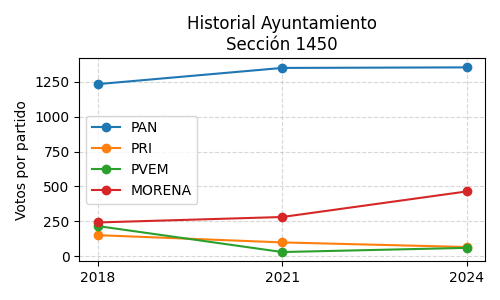 Historial Ayuntamiento
Sección 1450
Votos por partido
1250
1000
750
500
250
0
PAN
PRI
PVEM
MORENA
2018
2021
2024